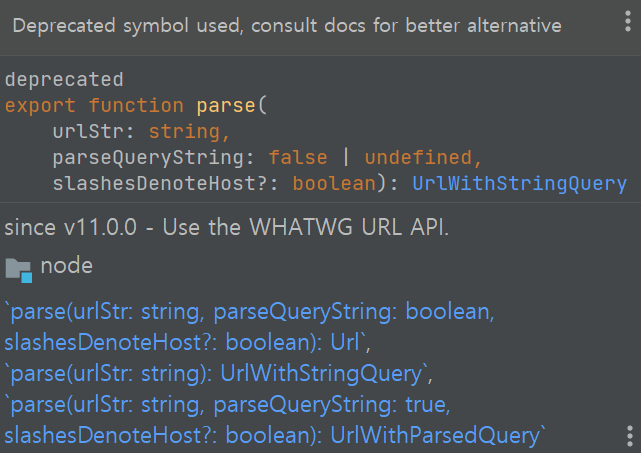 Deprecated symbol used, consult docs for better alternative
deprecated
export function parse(
    urlStr: string,
    parseQueryString: false | undefined,
    slashesDenoteHost?: boolean): UrlWithStringQuery
since v11.0.0 - Use the WHATWG URL API.
node
`parse(urlStr: string, parseQueryString: boolean,
slashesDenoteHost?: boolean): Url`,
`parse(urlStr: string): UrlWithStringQuery`,
`parse(urlStr: string, parseQueryString: true,
slashesDenoteHost?: boolean): UrlWithParsedQuery`